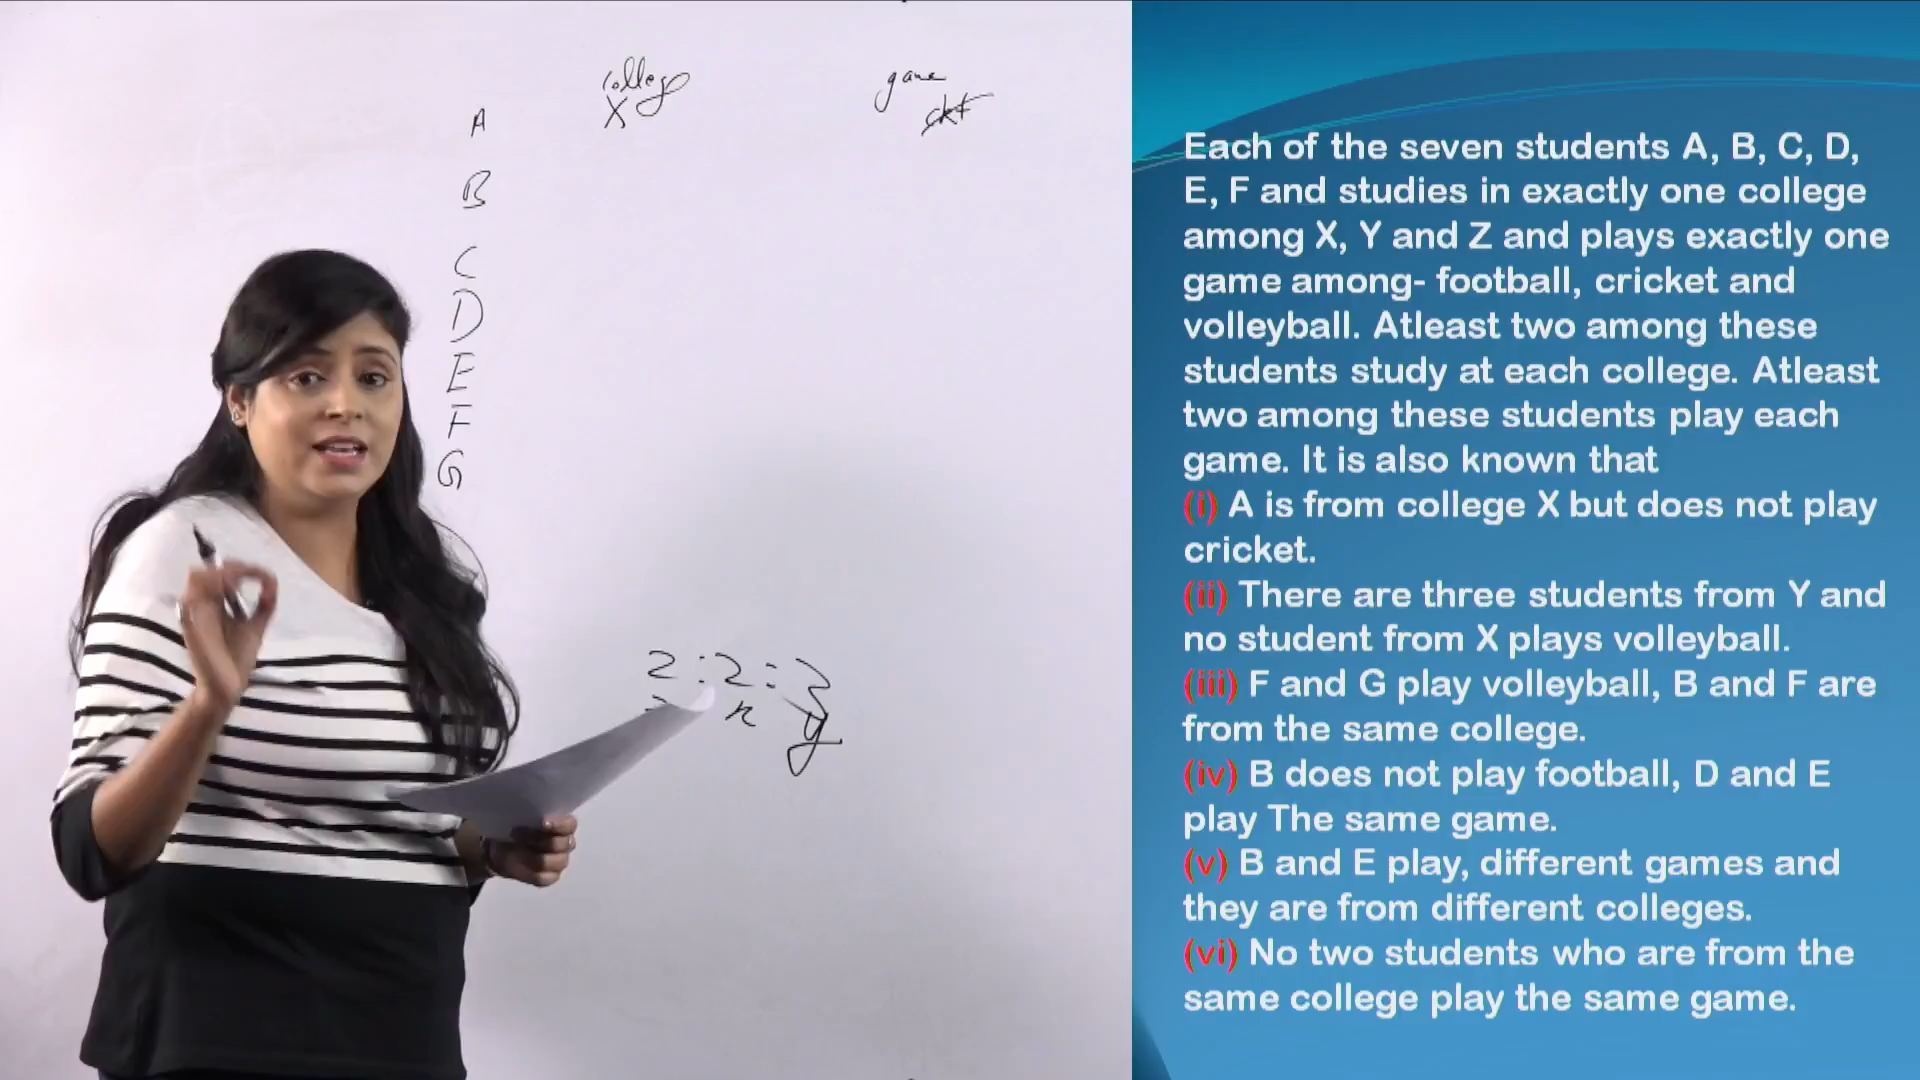 college
game
A
X
ckt
B
C
D
E
F
G
2 : 2 : 3
y
Each of the seven students A, B, C, D,
E, F and studies in exactly one college
among X, Y and Z and plays exactly one
game among- football, cricket and
volleyball. Atleast two among these
students study at each college. Atleast
two among these students play each
game. It is also known that
(i) A is from college X but does not play
cricket.
(ii) There are three students from Y and
no student from X plays volleyball.
(iii) F and G play volleyball, B and F are
from the same college.
(iv) B does not play football, D and E
play The same game.
(v) B and E play, different games and
they are from different colleges.
(vi) No two students who are from the
same college play the same game.